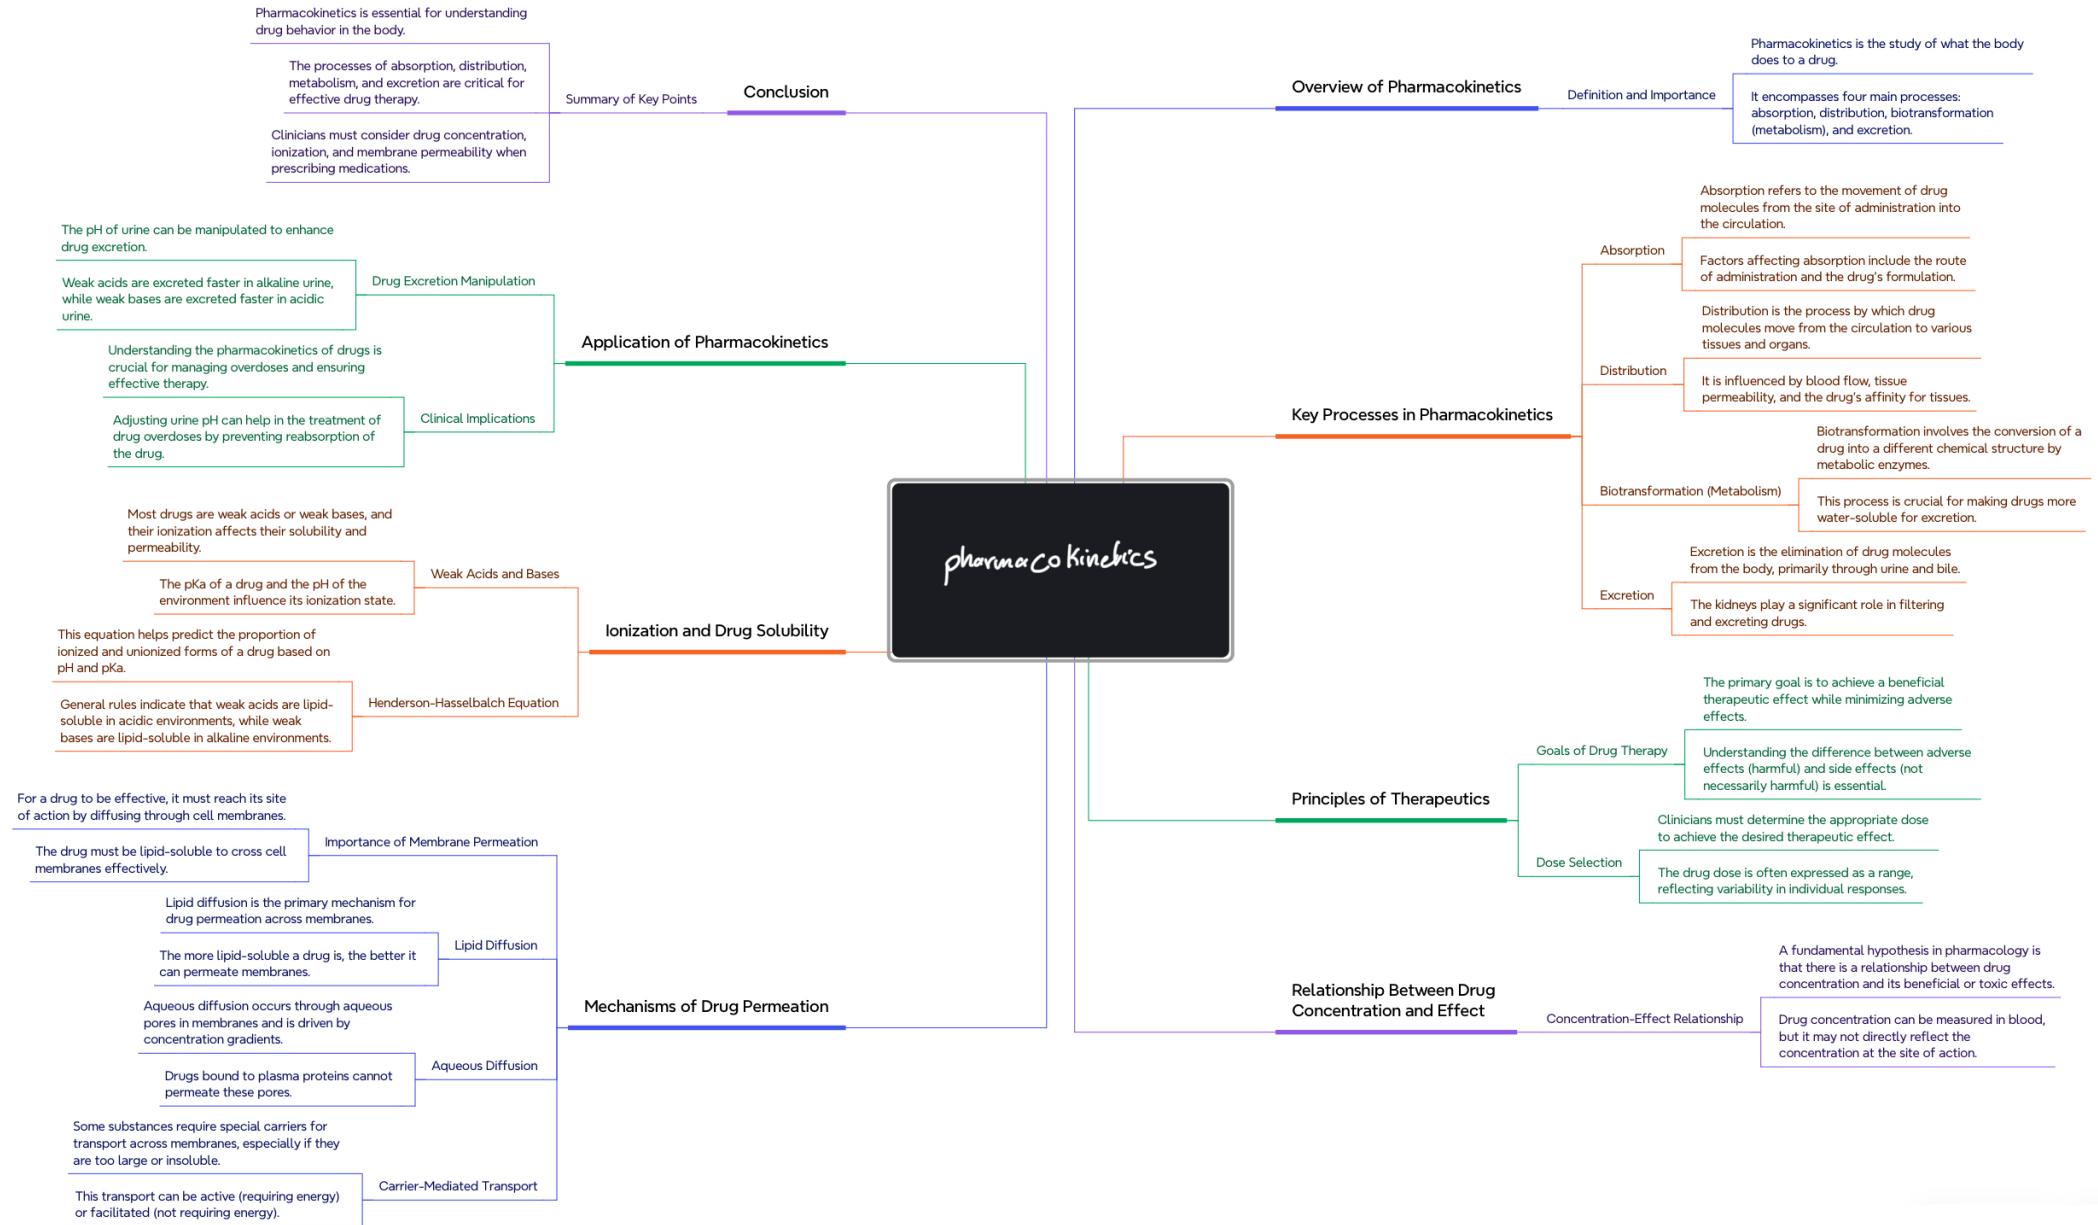 pharmacokinetics
Overview of Pharmacokinetics
Definition and Importance
Pharmacokinetics is the study of what the body
does to a drug.
It encompasses four main processes:
absorption, distribution, biotransformation
(metabolism), and excretion.
Key Processes in Pharmacokinetics
Absorption
Absorption refers to the movement of drug
molecules from the site of administration into
the circulation.
Factors affecting absorption include the route
of administration and the drug's formulation.
Distribution
Distribution is the process by which drug
molecules move from the circulation to various
tissues and organs.
It is influenced by blood flow, tissue
permeability, and the drug's affinity for tissues.
Biotransformation (Metabolism)
Biotransformation involves the conversion of a
drug into a different chemical structure by
metabolic enzymes.
This process is crucial for making drugs more
water-soluble for excretion.
Excretion
Excretion is the elimination of drug molecules
from the body, primarily through urine and bile.
The kidneys play a significant role in filtering
and excreting drugs.
Principles of Therapeutics
Goals of Drug Therapy
The primary goal is to achieve a beneficial
therapeutic effect while minimizing adverse
effects.
Understanding the difference between adverse
effects (harmful) and side effects (not
necessarily harmful) is essential.
Dose Selection
Clinicians must determine the appropriate dose
to achieve the desired therapeutic effect.
The drug dose is often expressed as a range,
reflecting variability in individual responses.
Relationship Between Drug
Concentration and Effect
Concentration-Effect Relationship
A fundamental hypothesis in pharmacology is
that there is a relationship between drug
concentration and its beneficial or toxic effects.
Drug concentration can be measured in blood,
but it may not directly reflect the
concentration at the site of action.
Mechanisms of Drug Permeation
Importance of Membrane Permeation
For a drug to be effective, it must reach its site
of action by diffusing through cell membranes.
The drug must be lipid-soluble to cross cell
membranes effectively.
Lipid Diffusion
Lipid diffusion is the primary mechanism for
drug permeation across membranes.
The more lipid-soluble a drug is, the better it
can permeate membranes.
Aqueous Diffusion
Aqueous diffusion occurs through aqueous
pores in membranes and is driven by
concentration gradients.
Drugs bound to plasma proteins cannot
permeate these pores.
Carrier-Mediated Transport
Some substances require special carriers for
transport across membranes, especially if they
are too large or insoluble.
This transport can be active (requiring energy)
or facilitated (not requiring energy).
Ionization and Drug Solubility
Weak Acids and Bases
Most drugs are weak acids or weak bases, and
their ionization affects their solubility and
permeability.
The pKa of a drug and the pH of the
environment influence its ionization state.
Henderson-Hasselbalch Equation
This equation helps predict the proportion of
ionized and unionized forms of a drug based on
pH and pKa.
General rules indicate that weak acids are lipid-
soluble in acidic environments, while weak
bases are lipid-soluble in alkaline environments.
Application of Pharmacokinetics
Drug Excretion Manipulation
The pH of urine can be manipulated to enhance
drug excretion.
Weak acids are excreted faster in alkaline urine,
while weak bases are excreted faster in acidic
urine.
Clinical Implications
Understanding the pharmacokinetics of drugs is
crucial for managing overdoses and ensuring
effective therapy.
Adjusting urine pH can help in the treatment of
drug overdoses by preventing reabsorption of
the drug.
Conclusion
Summary of Key Points
Pharmacokinetics is essential for understanding
drug behavior in the body.
The processes of absorption, distribution,
metabolism, and excretion are critical for
effective drug therapy.
Clinicians must consider drug concentration,
ionization, and membrane permeability when
prescribing medications.